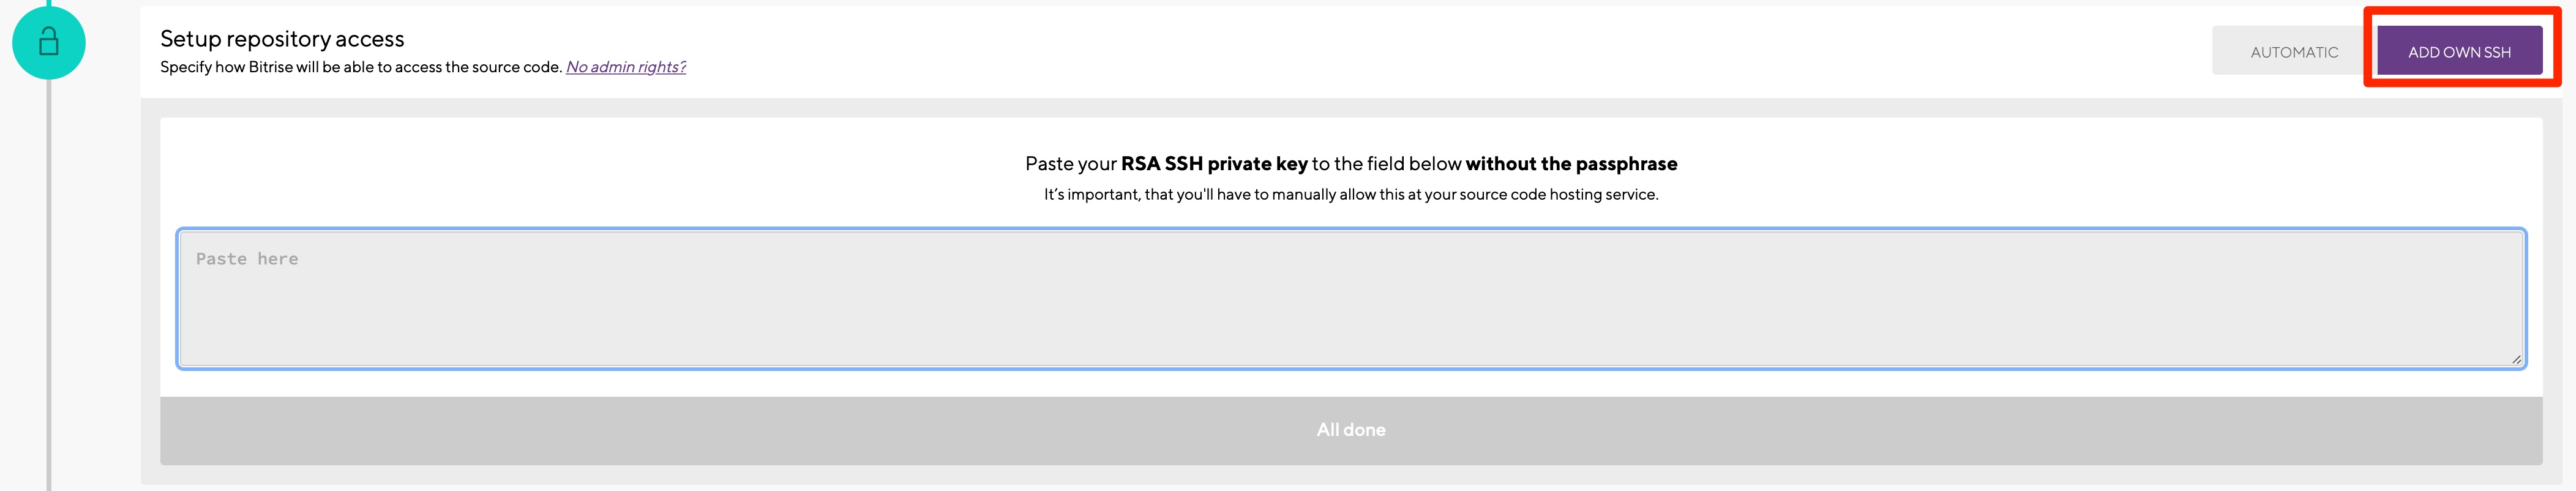 Setup repository access
Specify how Bitrise will be able to access the source code. No admin rights?
AUTOMATIC
ADD OWN SSH
Paste your RSA SSH private key to the field below without the passphrase
It’s important, that you'll have to manually allow this at your source code hosting service.
Paste here
All done